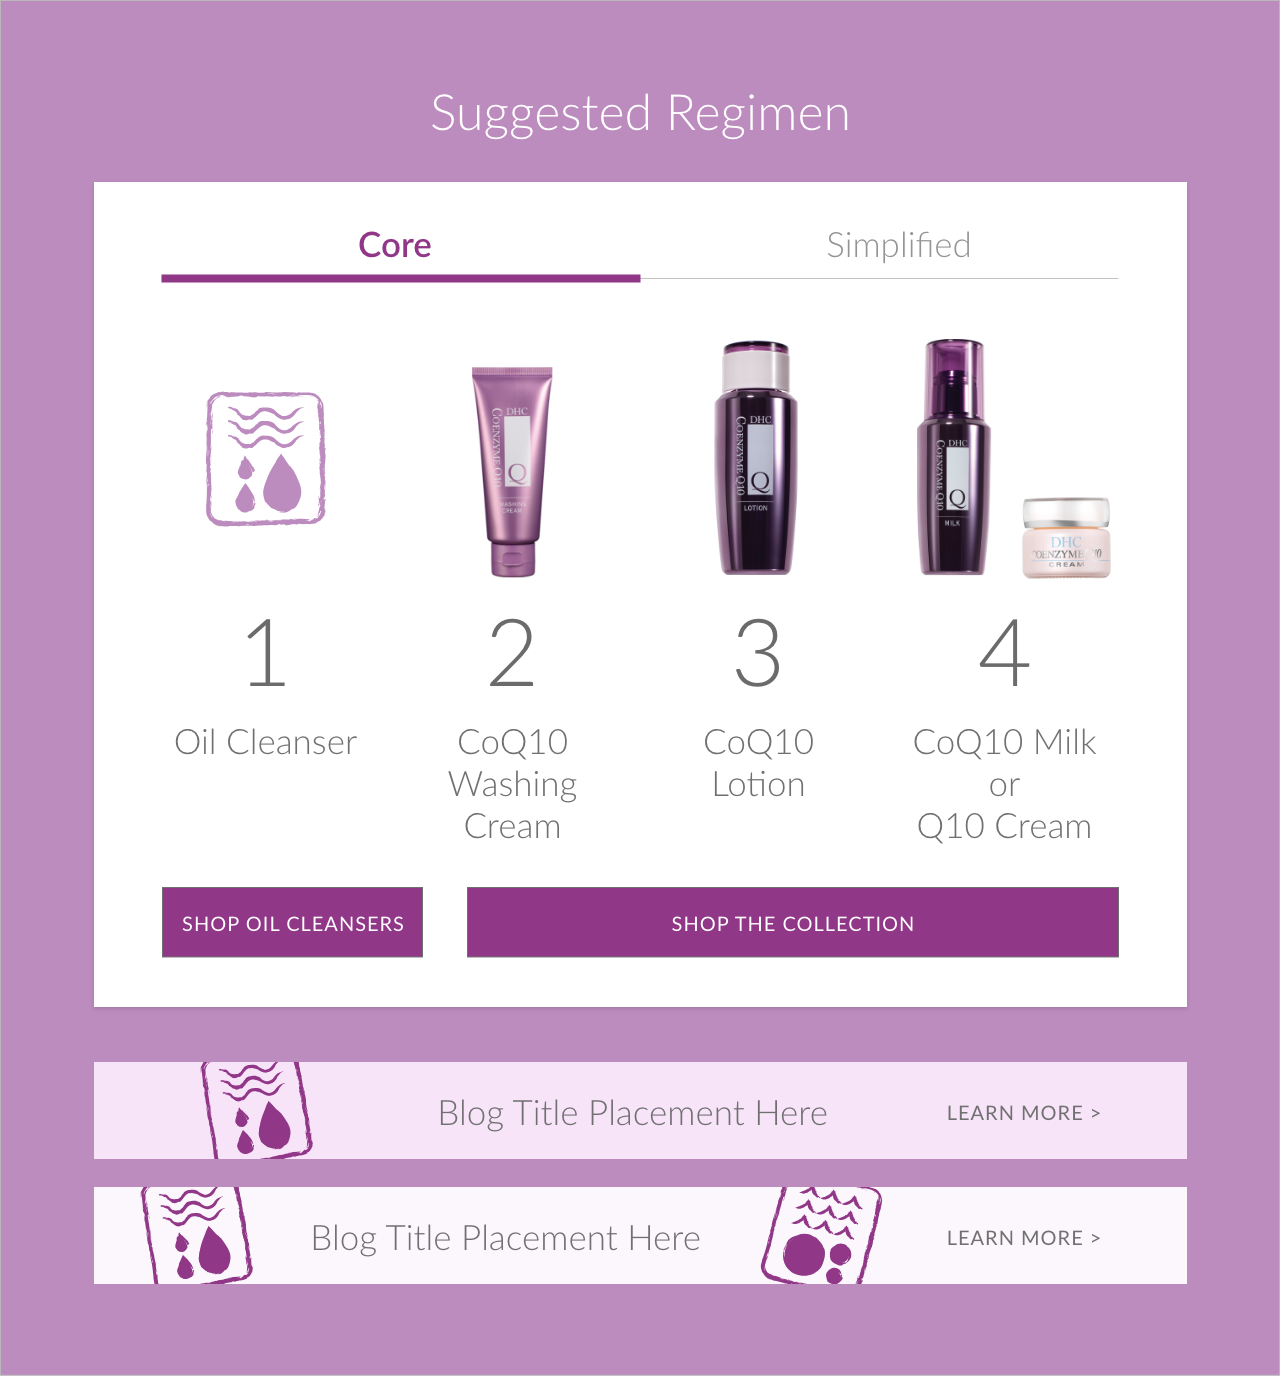 Suggested Regimen
Core
Simplified
DHC
COENZYME Q10
Q
WASHING
CREAM
DHC
COENZYME Q10
Q
LOTION
DHC
COENZYME Q10
Q
MILK
DHC
COENZYME Q10
CREAM
1
2
3
4
Oil Cleanser
CoQ10
Washing
Cream
CoQ10
Lotion
CoQ10 Milk
or
Q10 Cream
SHOP OIL CLEANSERS
SHOP THE COLLECTION
Blog Title Placement Here
LEARN MORE >
Blog Title Placement Here
LEARN MORE >